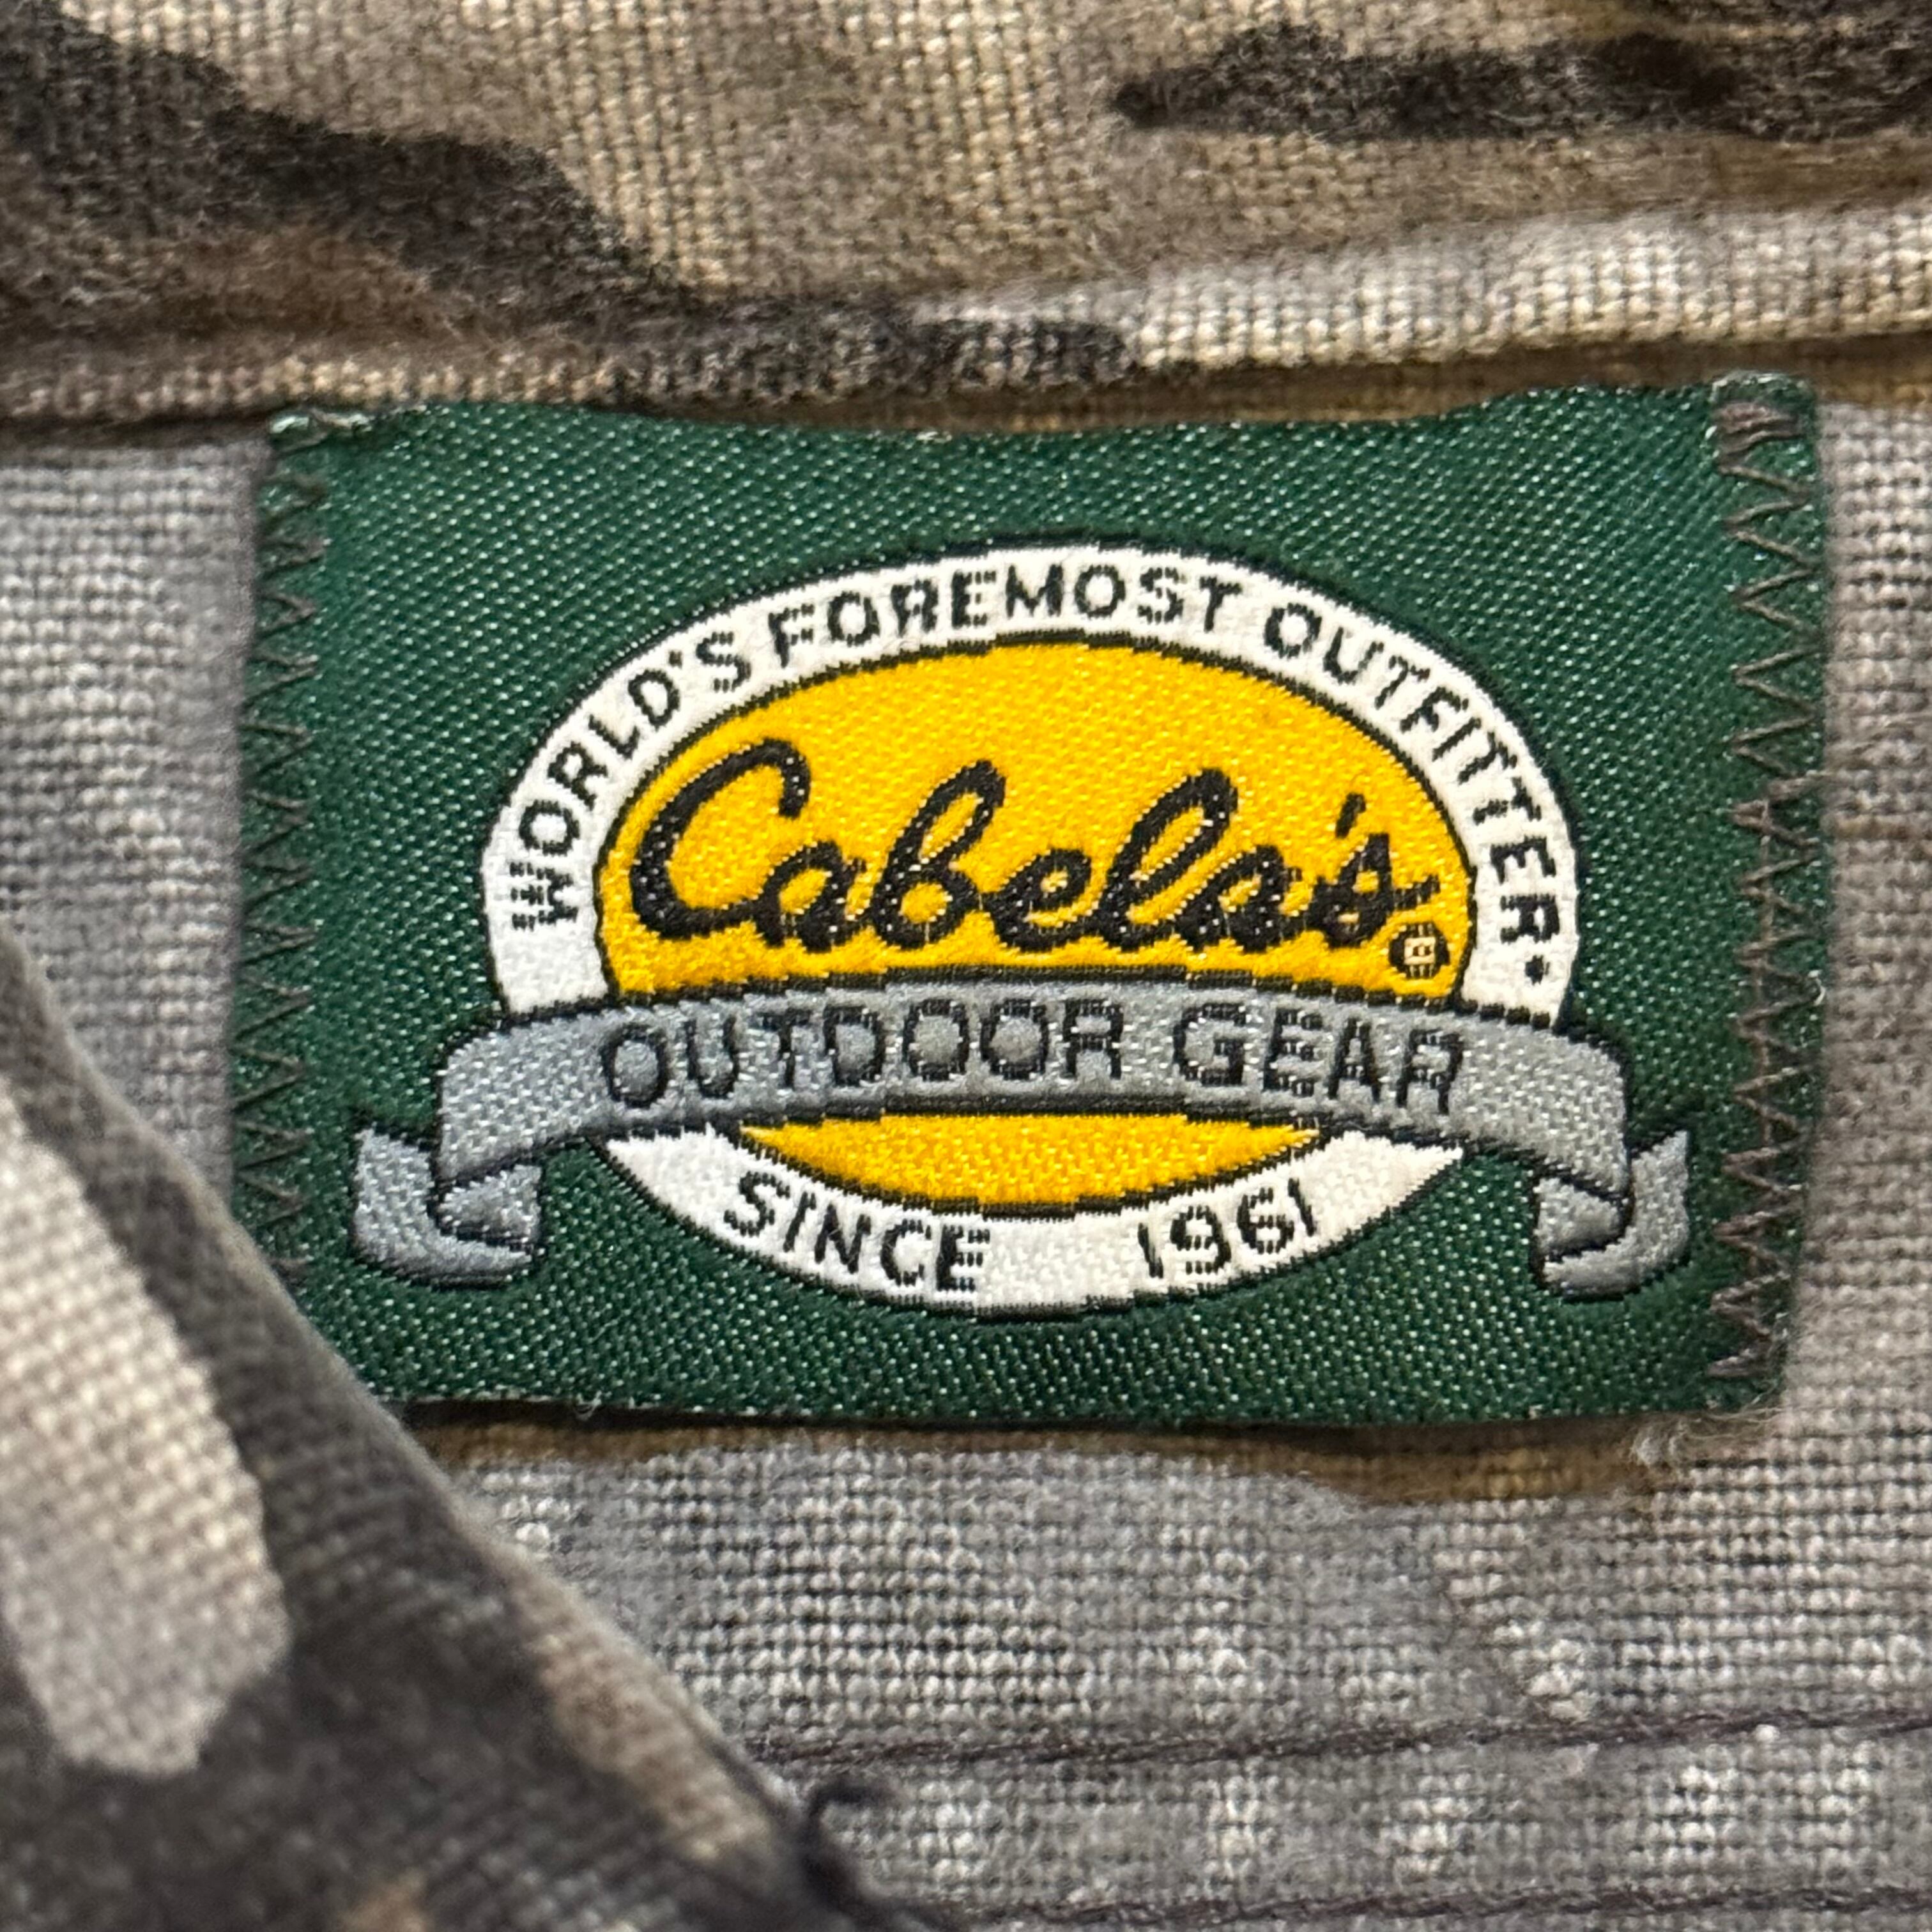 WORLD'S FOREMOST OUTFITTER•
Cabela's®
OUTDOOR GEAR
SINCE 1961